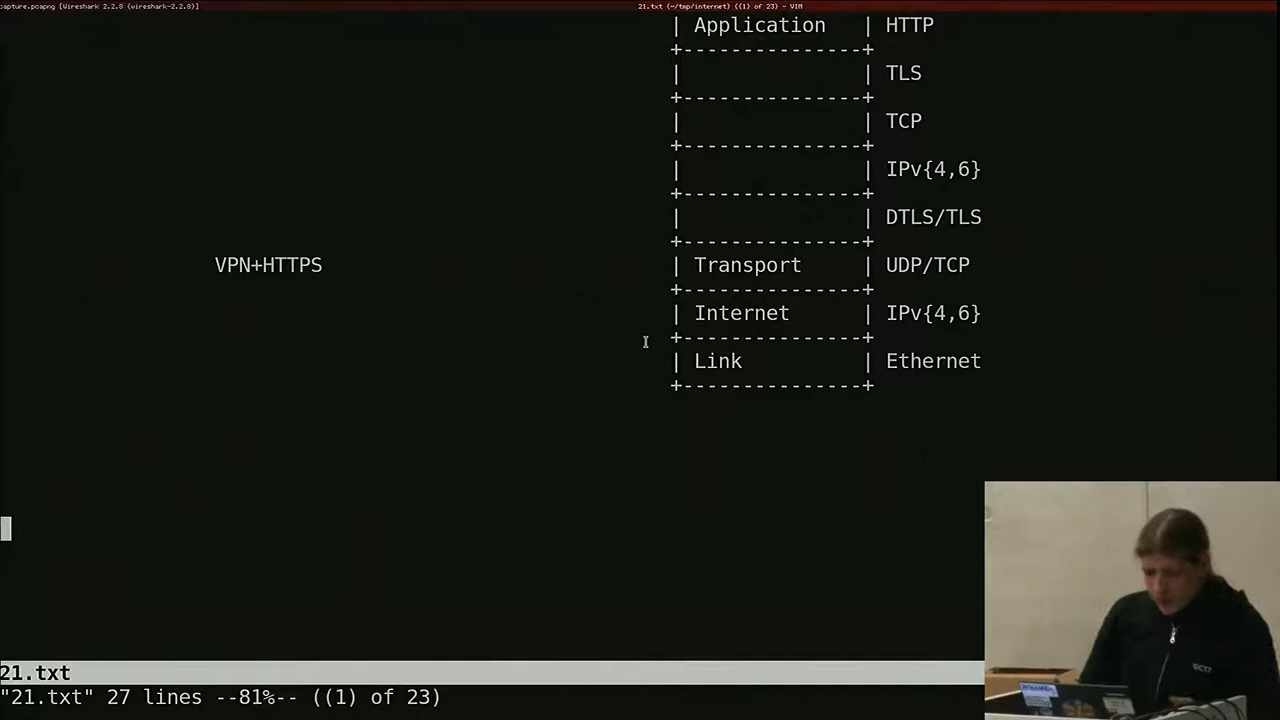 capture.pcapng [Wireshark 2.2.8 (wireshark-2.2.8)]
21.txt (~/tmp/internet) ((1) of 23) - VIM
| Application | HTTP
+--------------+
| | TLS
+--------------+
| | TCP
+--------------+
| | IPv{4,6}
+--------------+
| | DTLS/TLS
+--------------+
VPN+HTTPS
| Transport | UDP/TCP
+--------------+
| Internet | IPv{4,6}
+--------------+
| Link | Ethernet
+--------------+
21.txt
"21.txt" 27 lines --81%-- ((1) of 23)